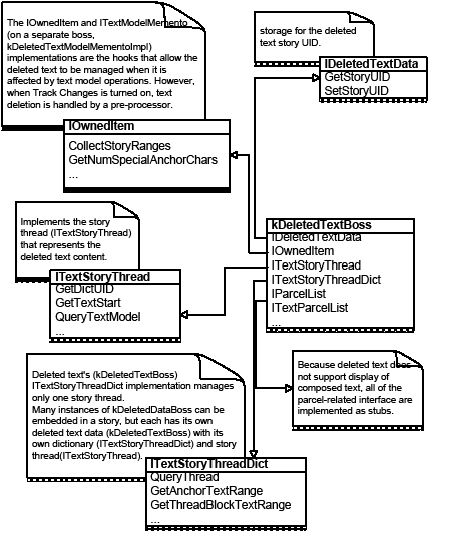 The IOwnedItem and ITextModelMemento
(on a separate boss,
kDeletedTextModelMementoImpl)
implementations are the hooks that allow the
deleted text to be managed when it is
affected by text model operations. However,
when Track Changes is turned on, text
deletion is handled by a pre-processor.
storage for the deleted
text story UID.
IDeletedTextData
GetStoryUID
SetStoryUID
IOwnedItem
CollectStoryRanges
GetNumSpecialAnchorChars
...
Implements the story
thread (ITextStoryThread)
that represents the
deleted text content.
kDeletedTextBoss
IDeletedTextData
IOwnedItem
ITextStoryThread
ITextStoryThreadDict
IParcelList
ITextParcelList
...
ITextStoryThread
GetDictUID
GetTextStart
QueryTextModel
...
Because deleted text does
not support display of
composed text, all of the
parcel-related interface are
implemented as stubs.
Deleted text's (kDeletedTextBoss)
ITextStoryThreadDict implementation manages
only one story thread.
Many instances of kDeletedDataBoss can be
embedded in a story, but each has its own
deleted text data (kDeletedTextBoss) with its
own dictionary (ITextStoryThreadDict) and story
thread(ITextStoryThread).
ITextStoryThreadDict
QueryThread
GetAnchorTextRange
GetThreadBlockTextRange
...